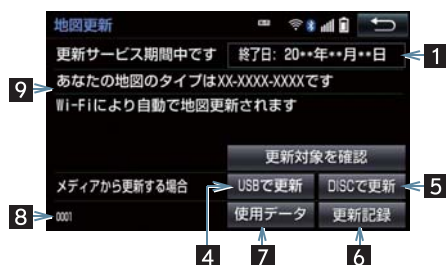 地図更新
更新サービス期間中です 終了日: 20**年**月**日 1
9 あなたの地図のタイプはXX-XXXX-XXXXです
Wi-Fiにより自動で地図更新されます
更新対象を確認
メディアから更新する場合 USBで更新 DISCで更新 5
8 0001 使用データ 更新記録
4 7 6